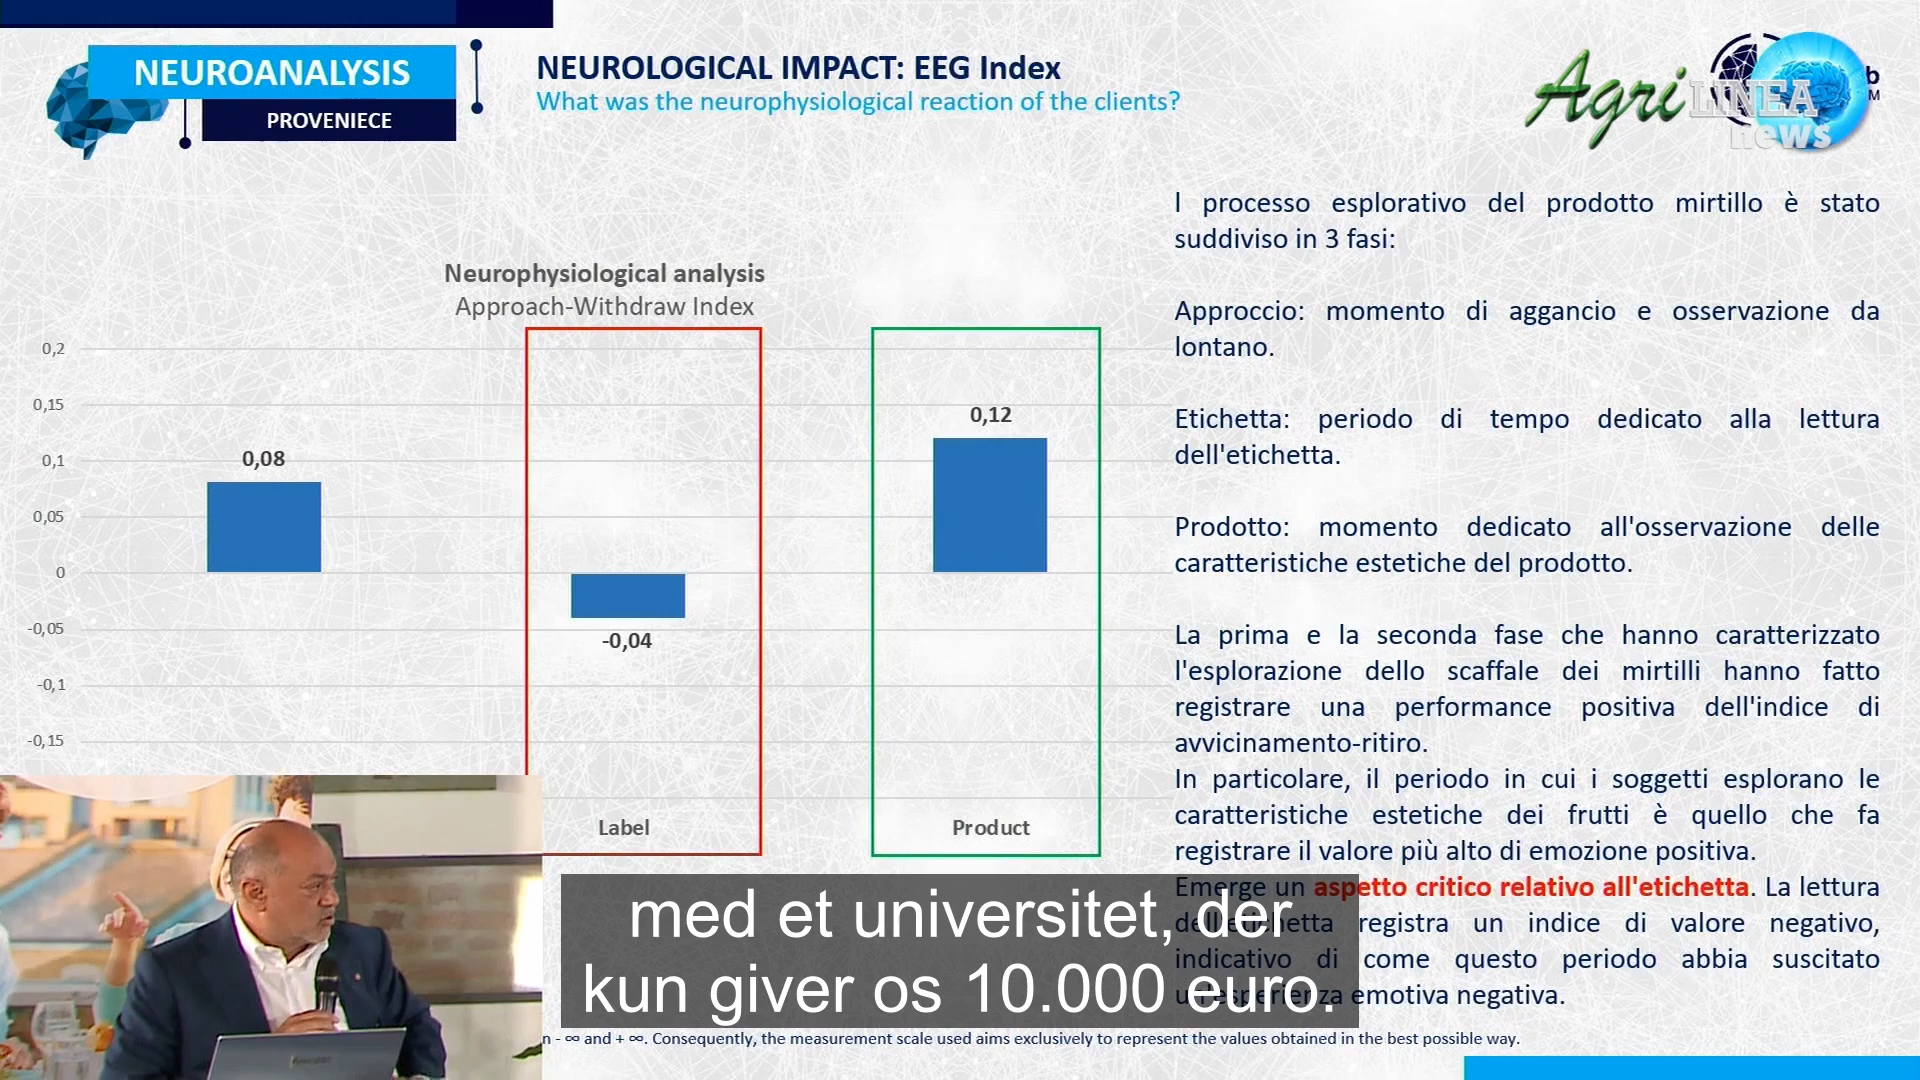 NEUROANALYSIS
PROVENIECE
NEUROLOGICAL IMPACT: EEG Index
What was the neurophysiological reaction of the clients?
Agri LINEA
news
Neurophysiological analysis
Approach-Withdraw Index
0,2
0,15
0,1
0,05
0
-0,05
-0,1
-0,15
0,08
-0,04
0,12
Label
Product
l processo esplorativo del prodotto mirtillo è stato
suddiviso in 3 fasi:
Approccio: momento di aggancio e osservazione da
lontano.
Etichetta: periodo di tempo dedicato alla lettura
dell'etichetta.
Prodotto: momento dedicato all'osservazione delle
caratteristiche estetiche del prodotto.
La prima e la seconda fase che hanno caratterizzato
l'esplorazione dello scaffale dei mirtilli hanno fatto
registrare una performance positiva dell'indice di
avvicinamento-ritiro.
In particolare, il periodo in cui i soggetti esplorano le
caratteristiche estetiche dei frutti è quello che fa
registrare il valore più alto di emozione positiva.
Emerge un aspetto critico relativo all'etichetta. La lettura
dell'etichetta registra un indice di valore negativo,
indicativo di come questo periodo abbia suscitato
un'esperienza emotiva negativa.
med et universitet, der
kun giver os 10.000 euro.
- ∞ and + ∞. Consequently, the measurement scale used aims exclusively to represent the values obtained in the best possible way.